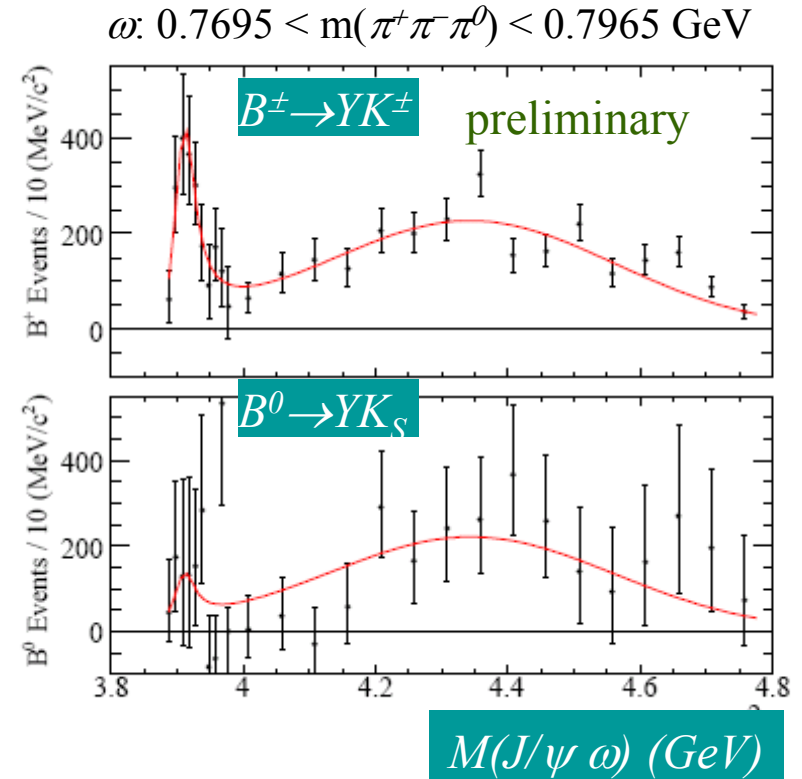 ω: 0.7695 < m(π⁺π⁻π⁰) < 0.7965 GeV
B⁺ Events / 10 (MeV/c²)
400
200
0
B±→YK±
preliminary
B⁰ Events / 10 (MeV/c²)
400
200
0
B⁰→YK_S
3.8 4 4.2 4.4 4.6 4.8
M(J/ψ ω) (GeV)